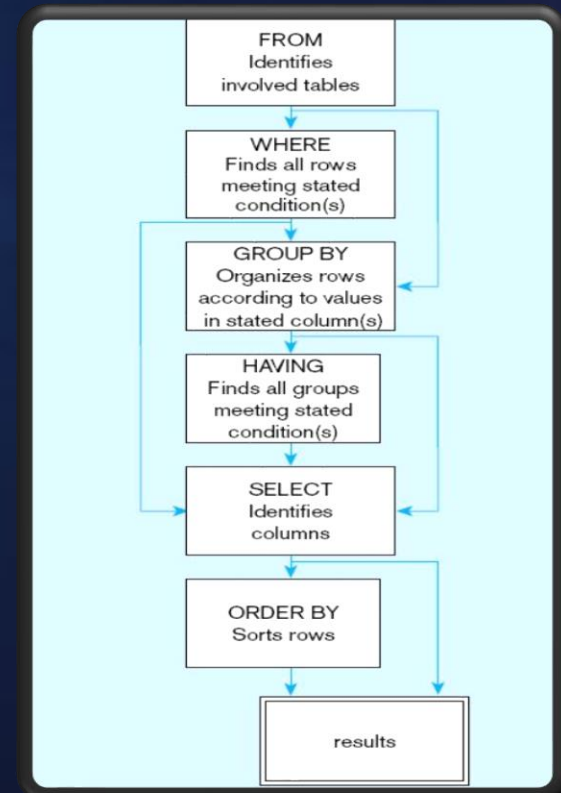 FROM
Identifies
involved tables
WHERE
Finds all rows
meeting stated
condition(s)
GROUP BY
Organizes rows
according to values
in stated column(s)
HAVING
Finds all groups
meeting stated
condition(s)
SELECT
Identifies
columns
ORDER BY
Sorts rows
results